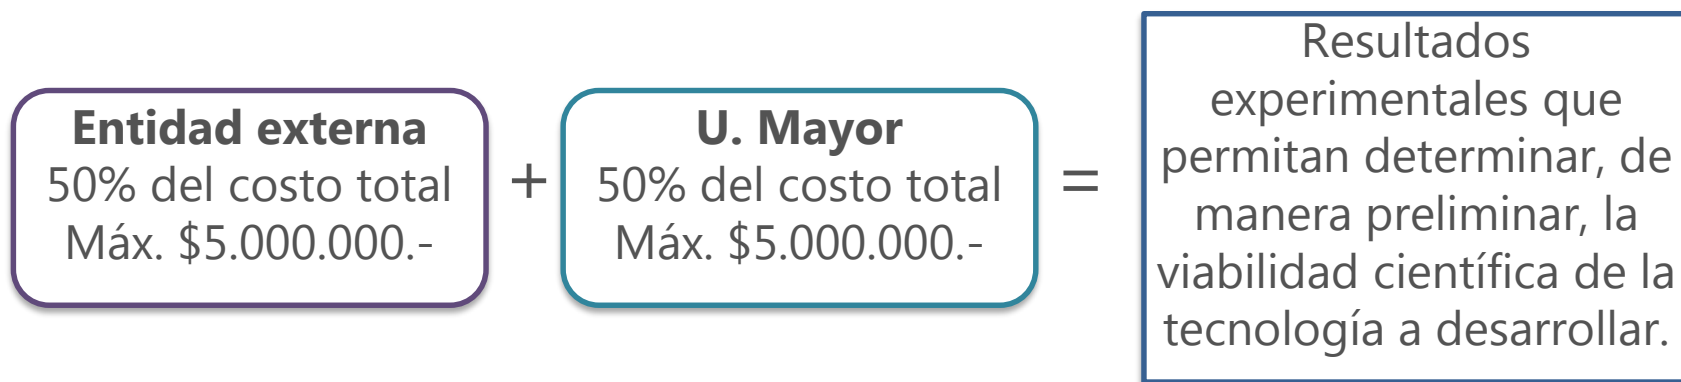 Entidad externa
50% del costo total
Máx. $5.000.000.-
+
U. Mayor
50% del costo total
Máx. $5.000.000.-
=
Resultados
experimentales que
permitan determinar, de
manera preliminar, la
viabilidad científica de la
tecnología a desarrollar.